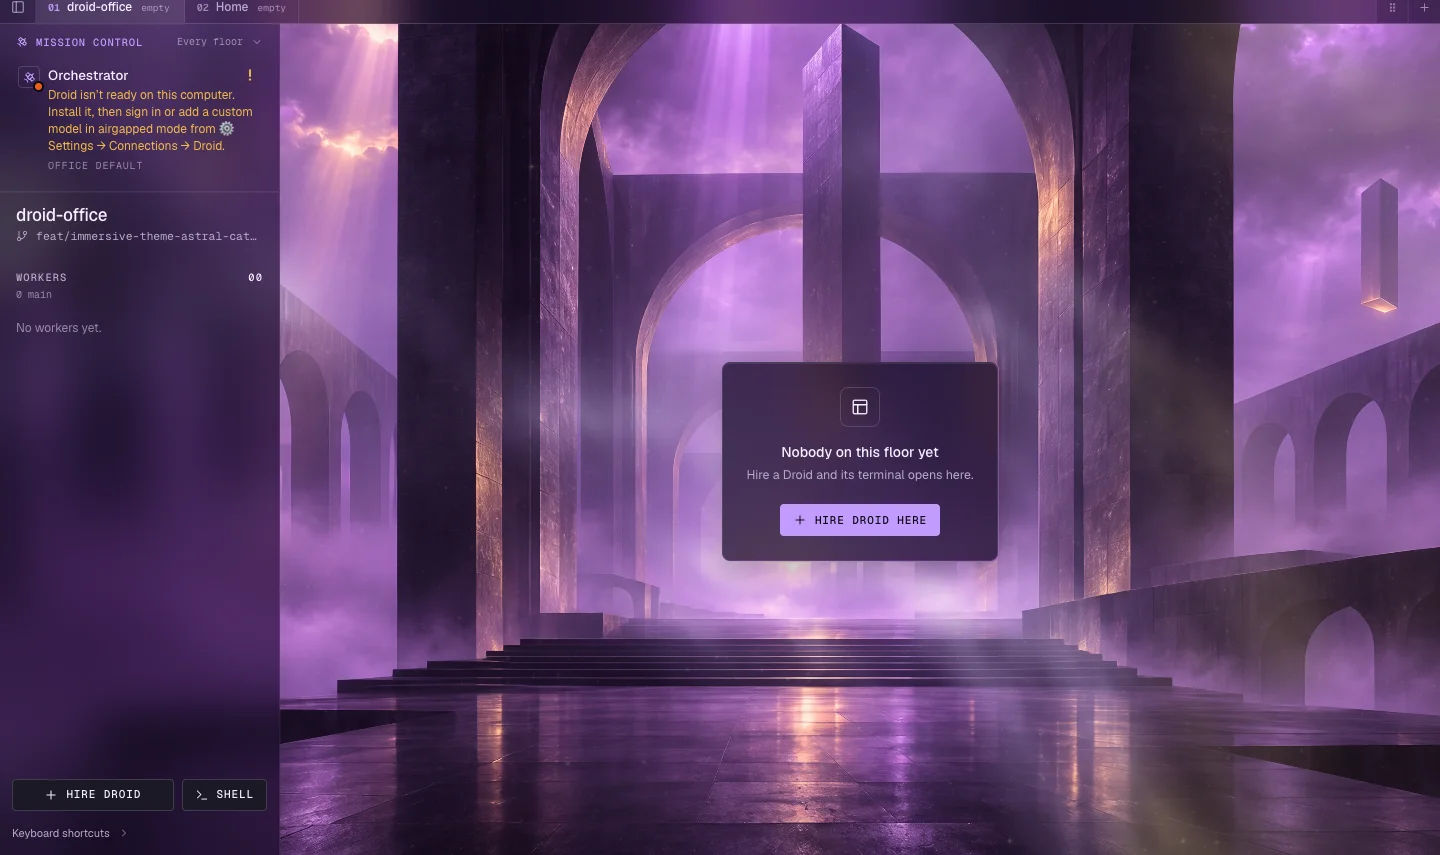 01 droid-office empty
02 Home empty
MISSION CONTROL Every floor
Orchestrator !
Droid isn't ready on this computer.
Install it, then sign in or add a custom
model in airgapped mode from ⚙️
Settings → Connections → Droid.
OFFICE DEFAULT
droid-office
feat/immersive-theme-astral-cat…
WORKERS 00
0 main
No workers yet.
Nobody on this floor yet
Hire a Droid and its terminal opens here.
+ HIRE DROID HERE
+ HIRE DROID
SHELL
Keyboard shortcuts